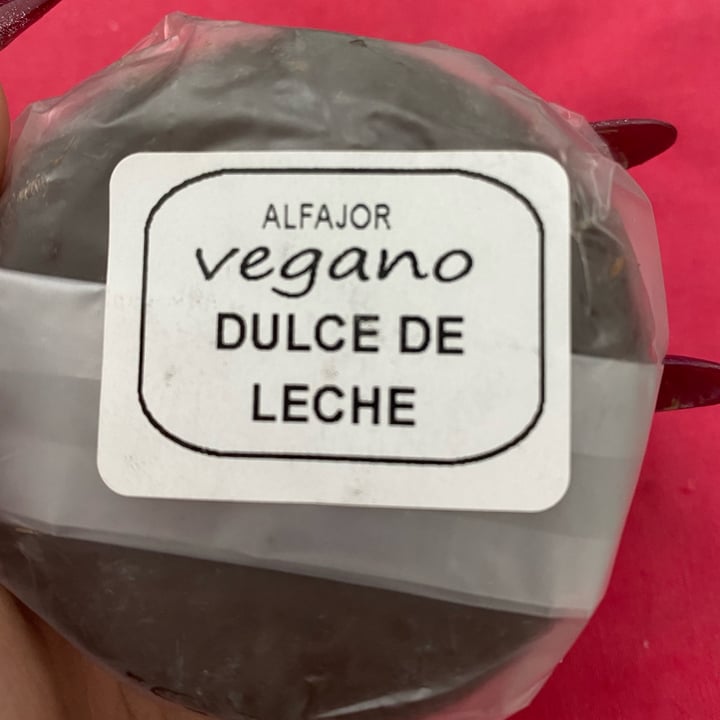 ALFAJOR
vegano
DULCE DE
LECHE